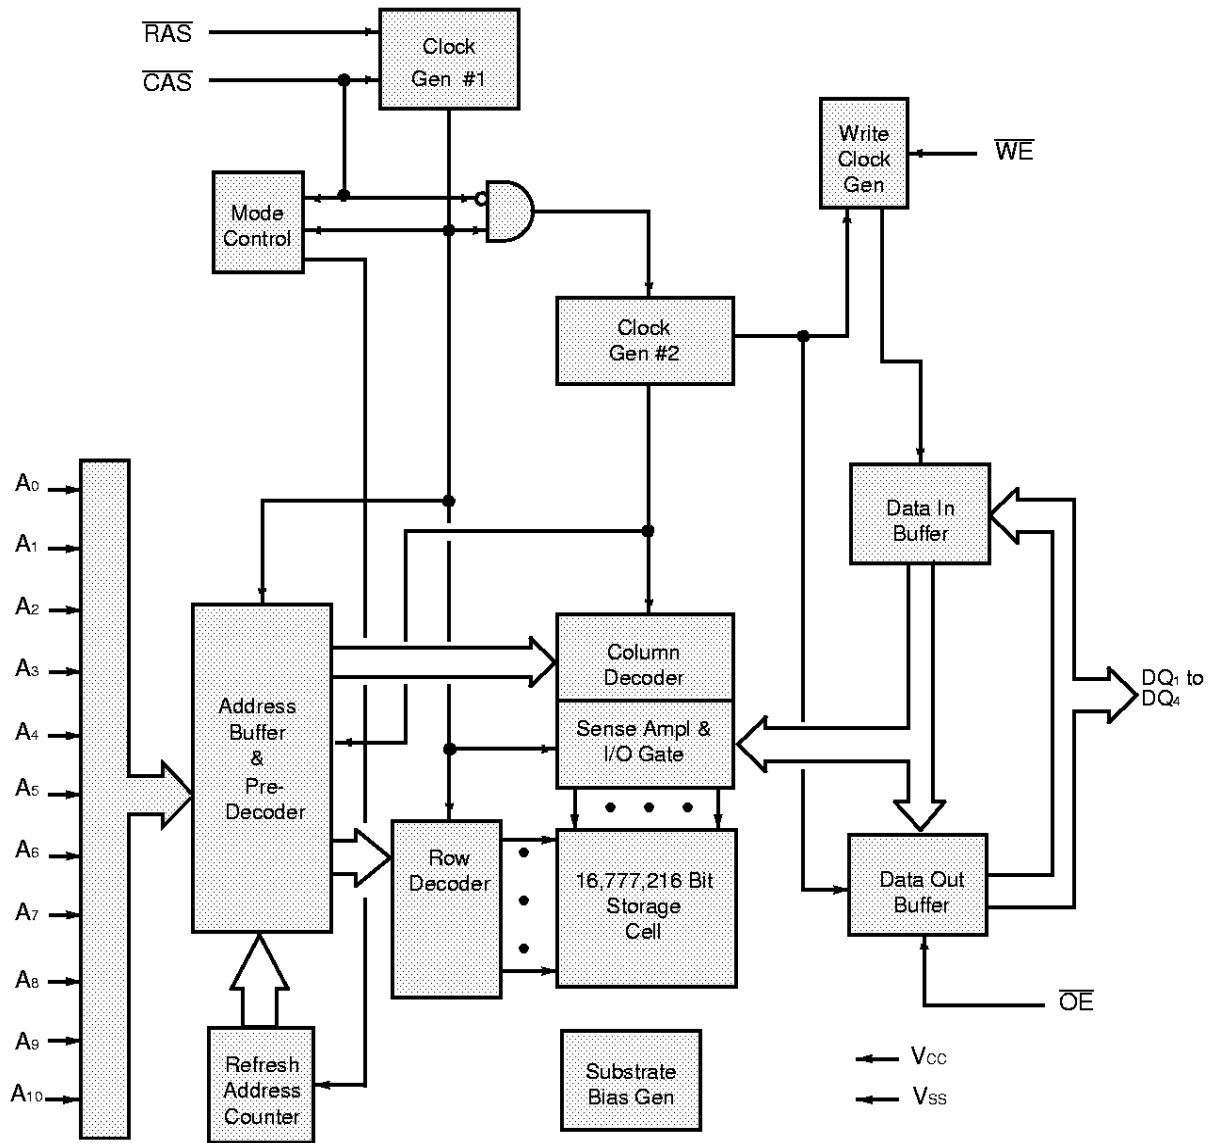 RAS
CAS
Clock
Gen #1
Write
Clock
Gen
WE
Mode
Control
Clock
Gen #2
A0
A1
A2
A3
A4
A5
A6
A7
A8
A9
A10
Data In
Buffer
Address
Buffer
&
Pre-
Decoder
Column
Decoder
Sense Ampl &
I/O Gate
DQ1 to
DQ4
Row
Decoder
16,777,216 Bit
Storage
Cell
Data Out
Buffer
OE
Refresh
Address
Counter
Substrate
Bias Gen
VCC
VSS